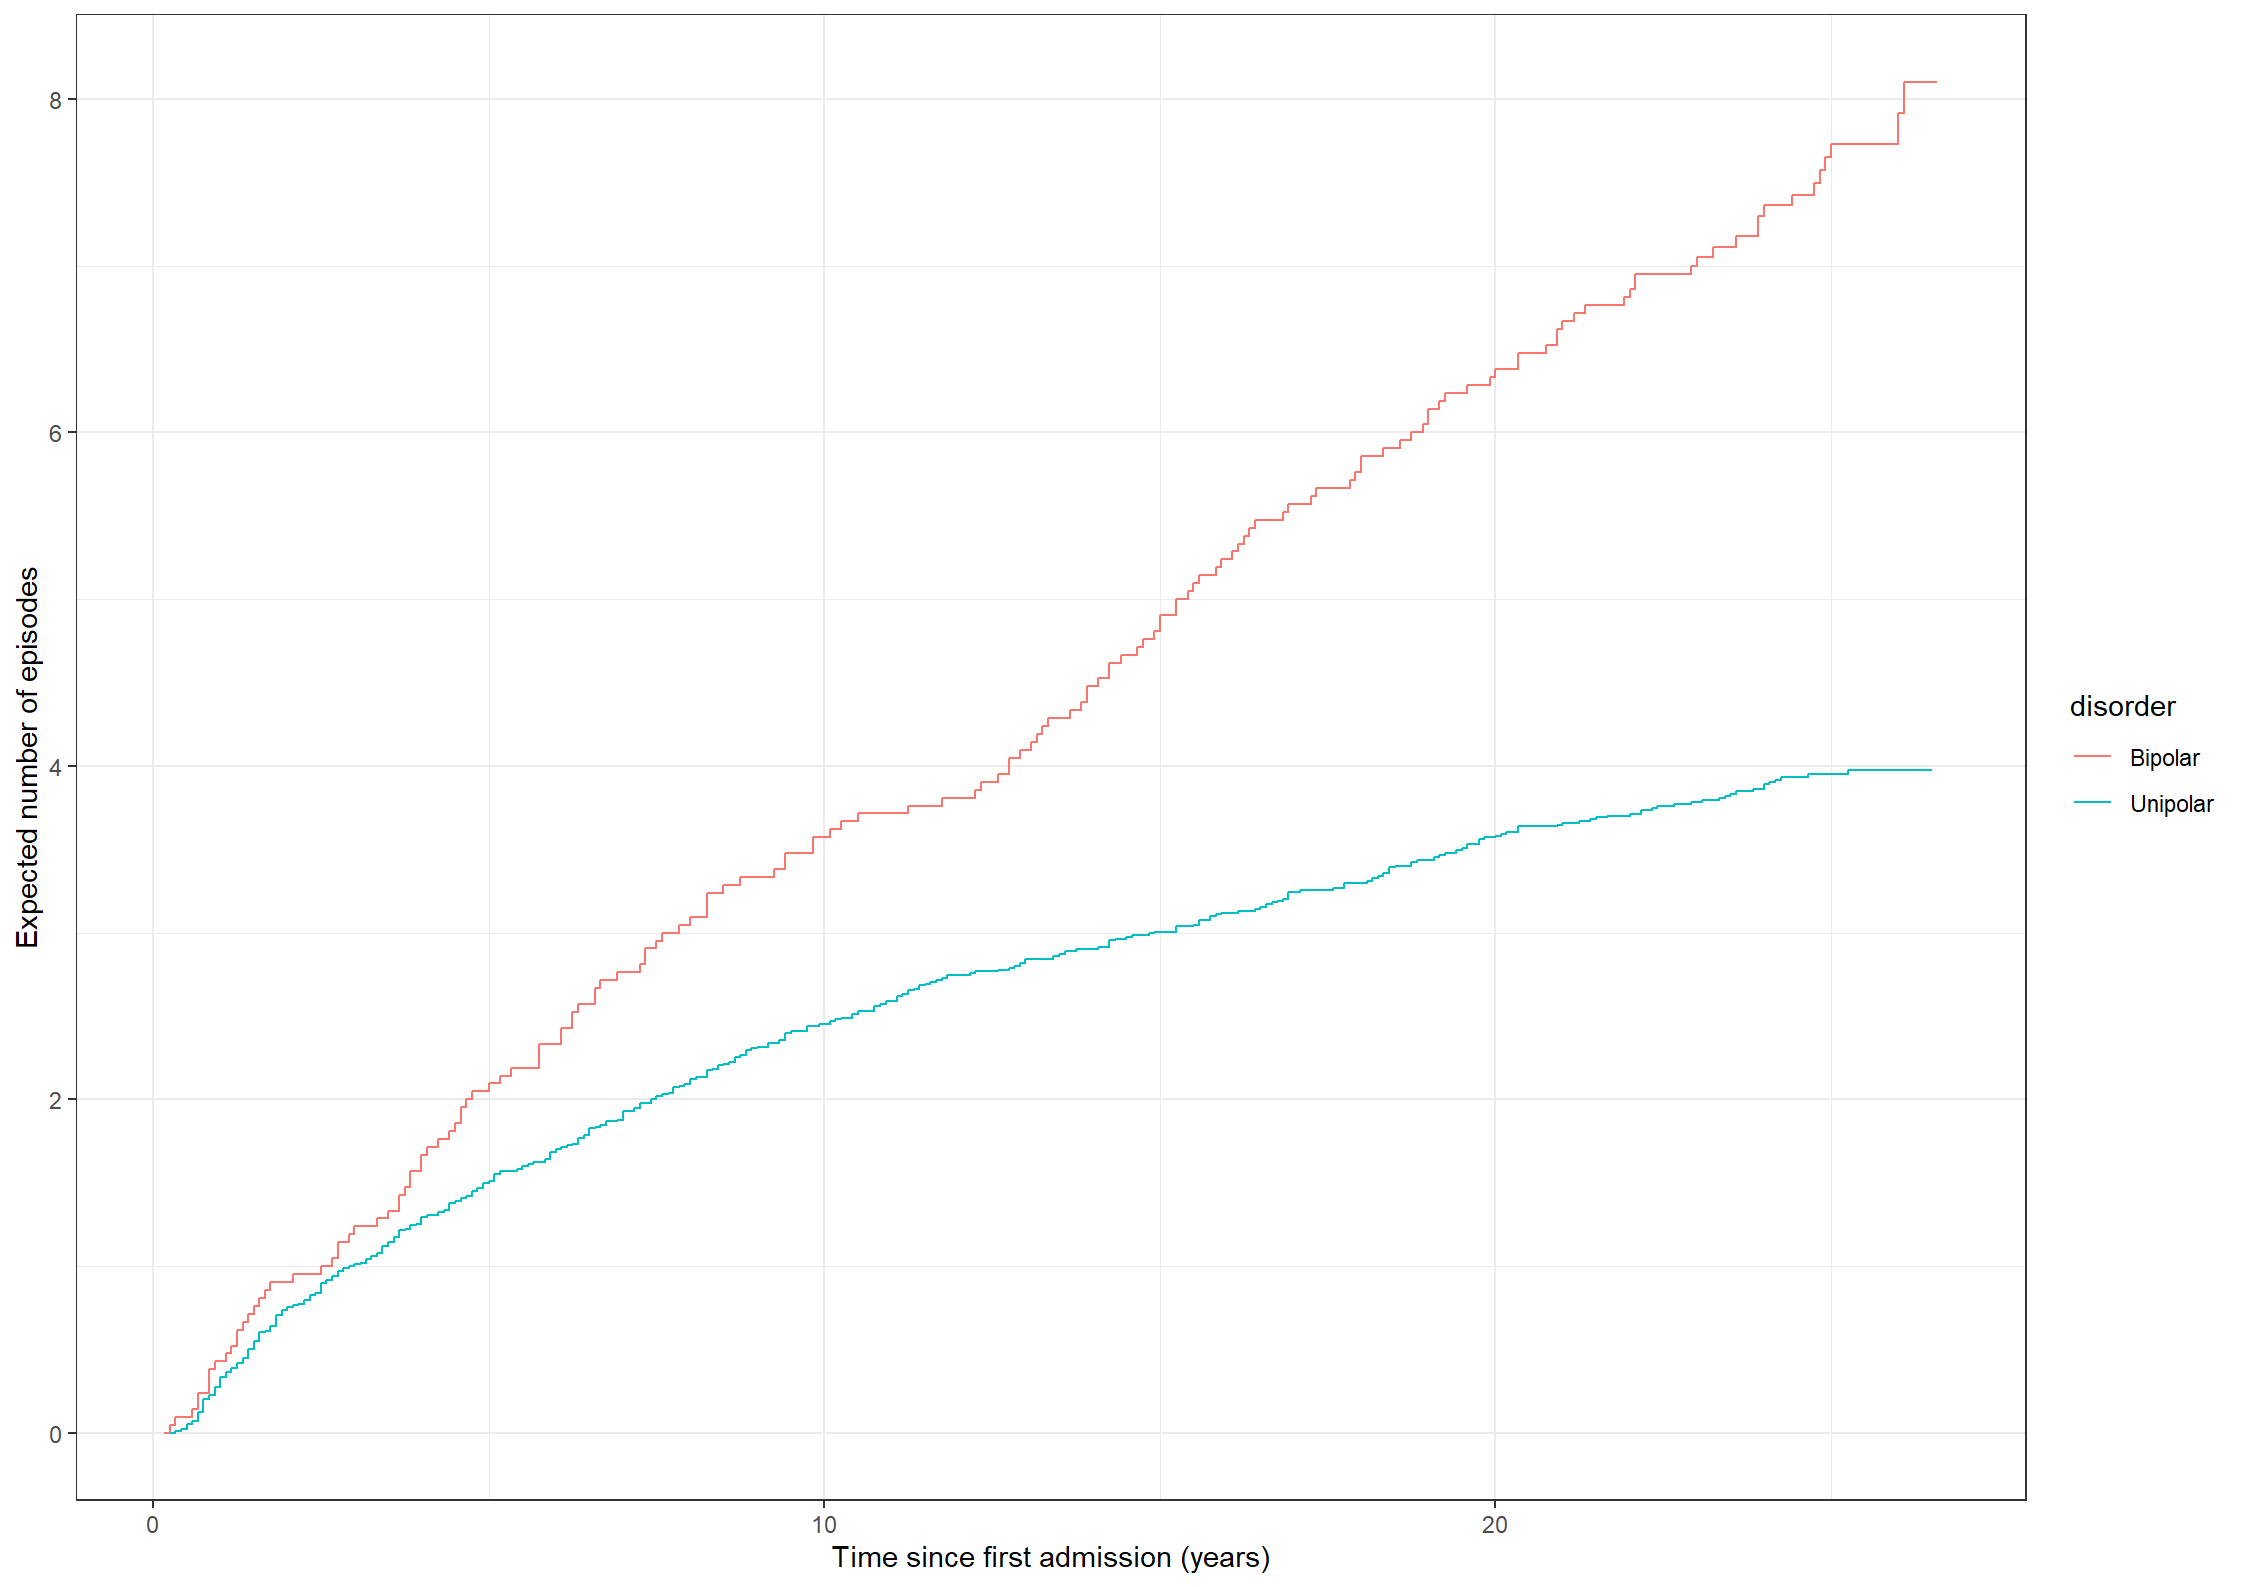 8
6
4
2
0
Expected number of episodes
0
10
20
Time since first admission (years)
disorder
Bipolar
Unipolar